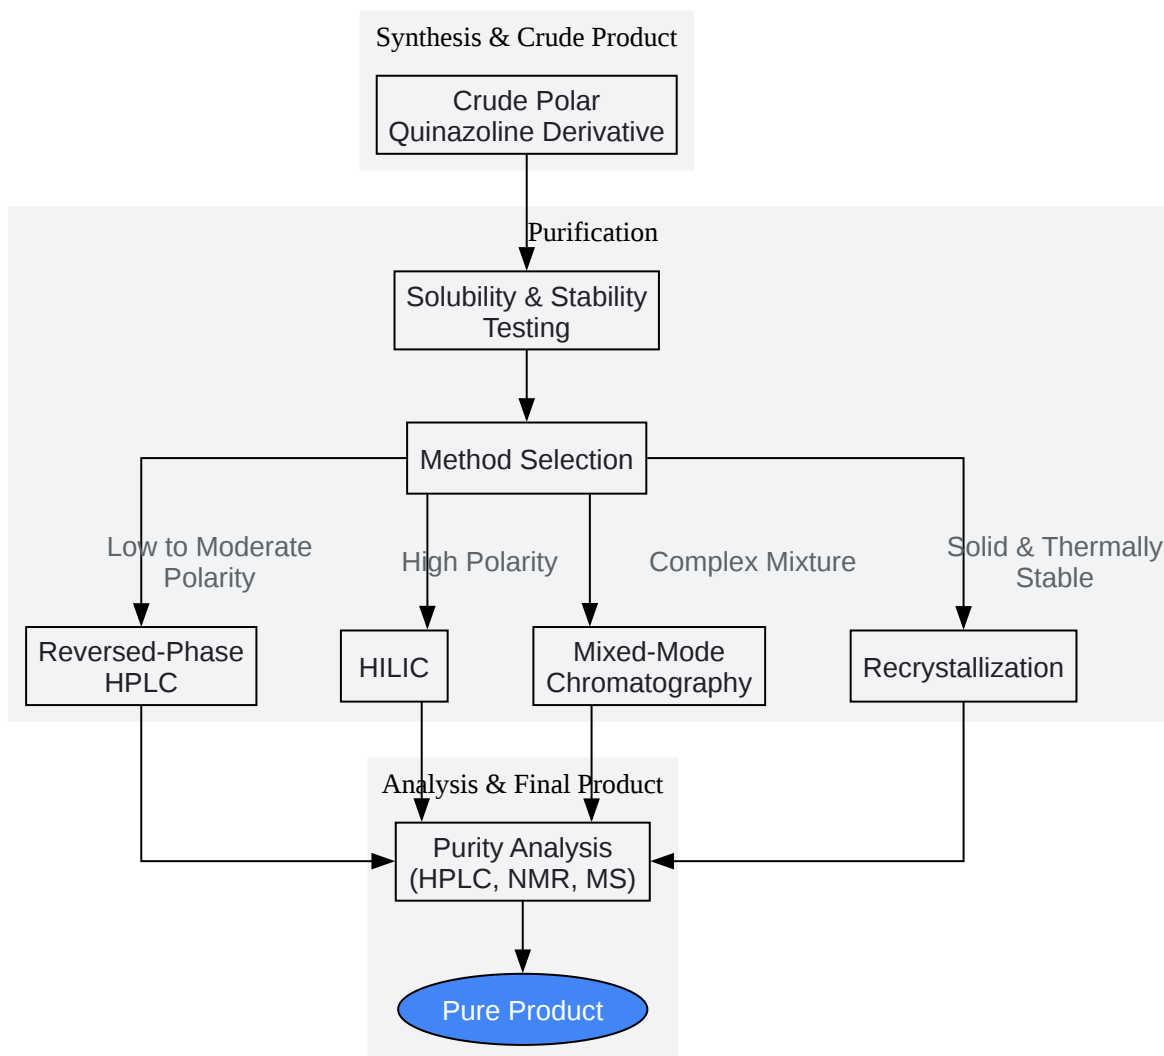 Synthesis & Crude Product
Crude Polar
Quinazoline Derivative
Purification
Solubility & Stability
Testing
Method Selection
Low to Moderate
Polarity
High Polarity
Complex Mixture
Solid & Thermally
Stable
Reversed-Phase
HPLC
HILIC
Mixed-Mode
Chromatography
Recrystallization
Analysis & Final Product
Purity Analysis
(HPLC, NMR, MS)
Pure Product